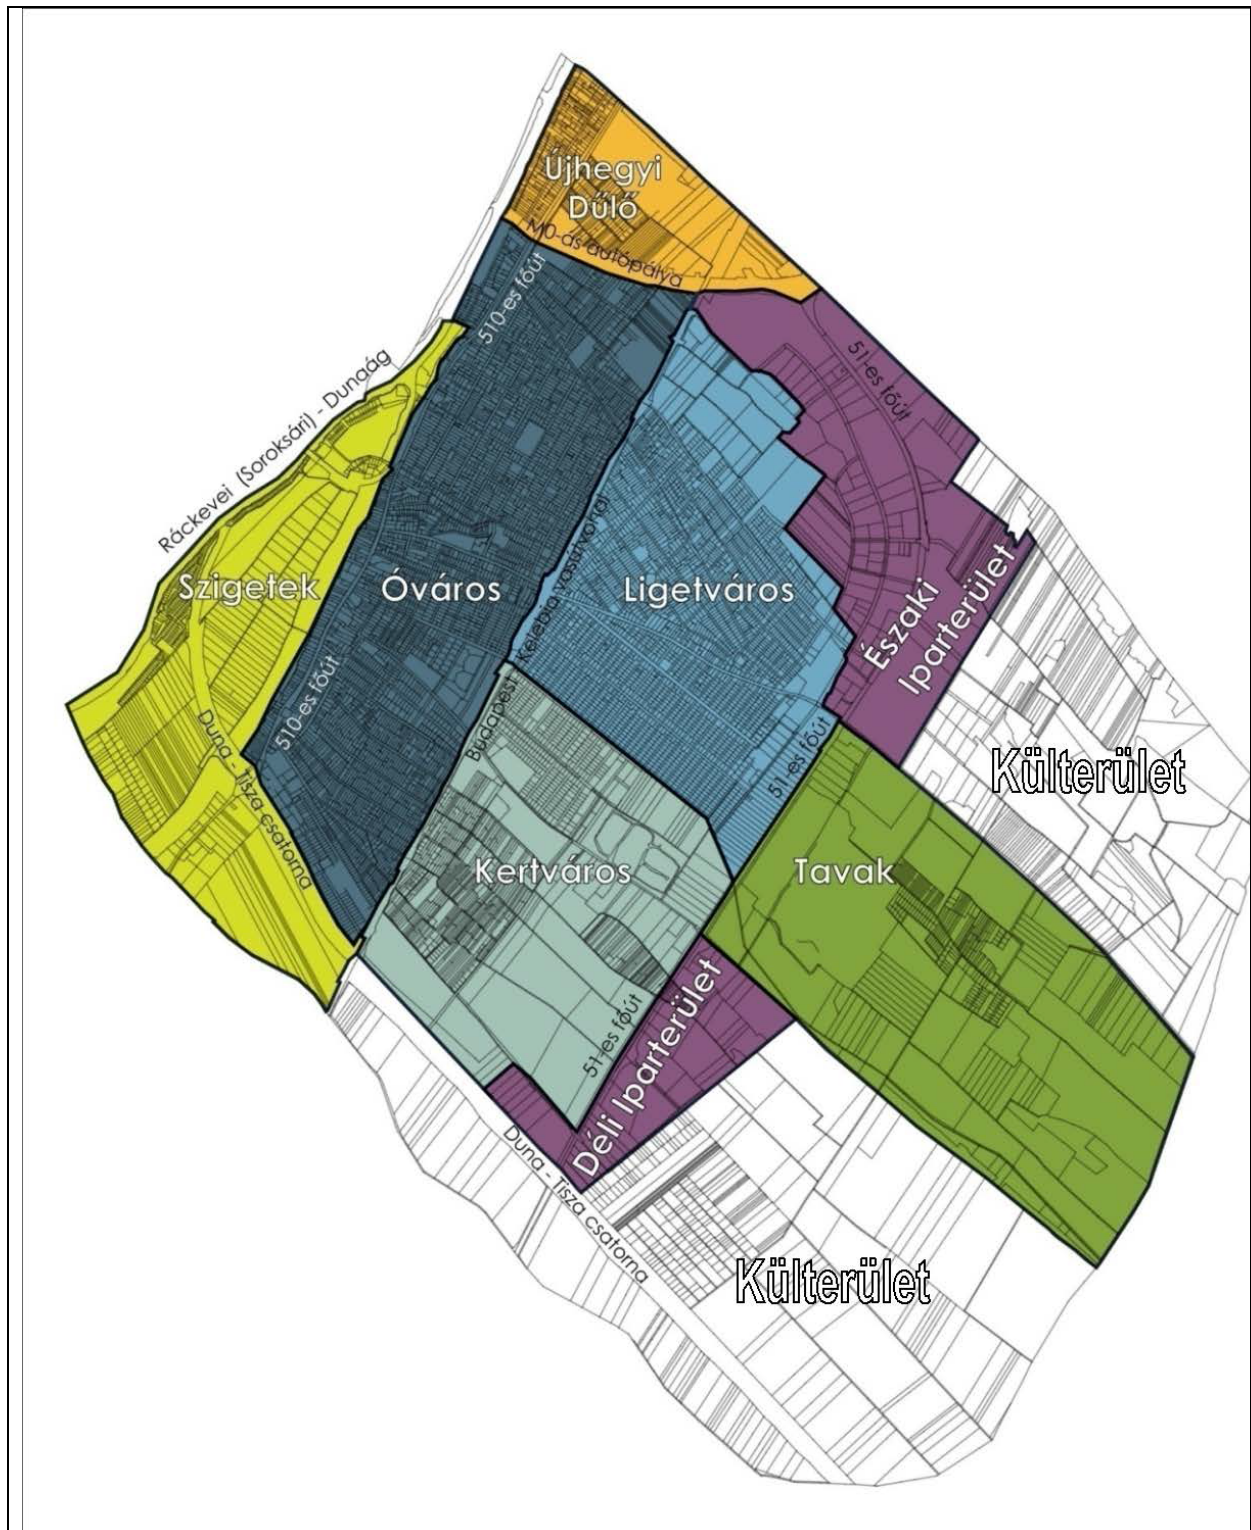 Újhegyi
Dűlő
M0-ás autópálya
510-es főút
51-es főút
Ráckevei (Soroksári) - Dunaág
Szigetek
Óváros
Ligetváros
Északi
Iparterület
Budapest - Kelebia vasútvonal
510-es főút
Duna - Tisza csatorna
51-es főút
Külterület
Kertváros
Tavak
51-es főút
Déli Iparterület
Duna - Tisza csatorna
Külterület